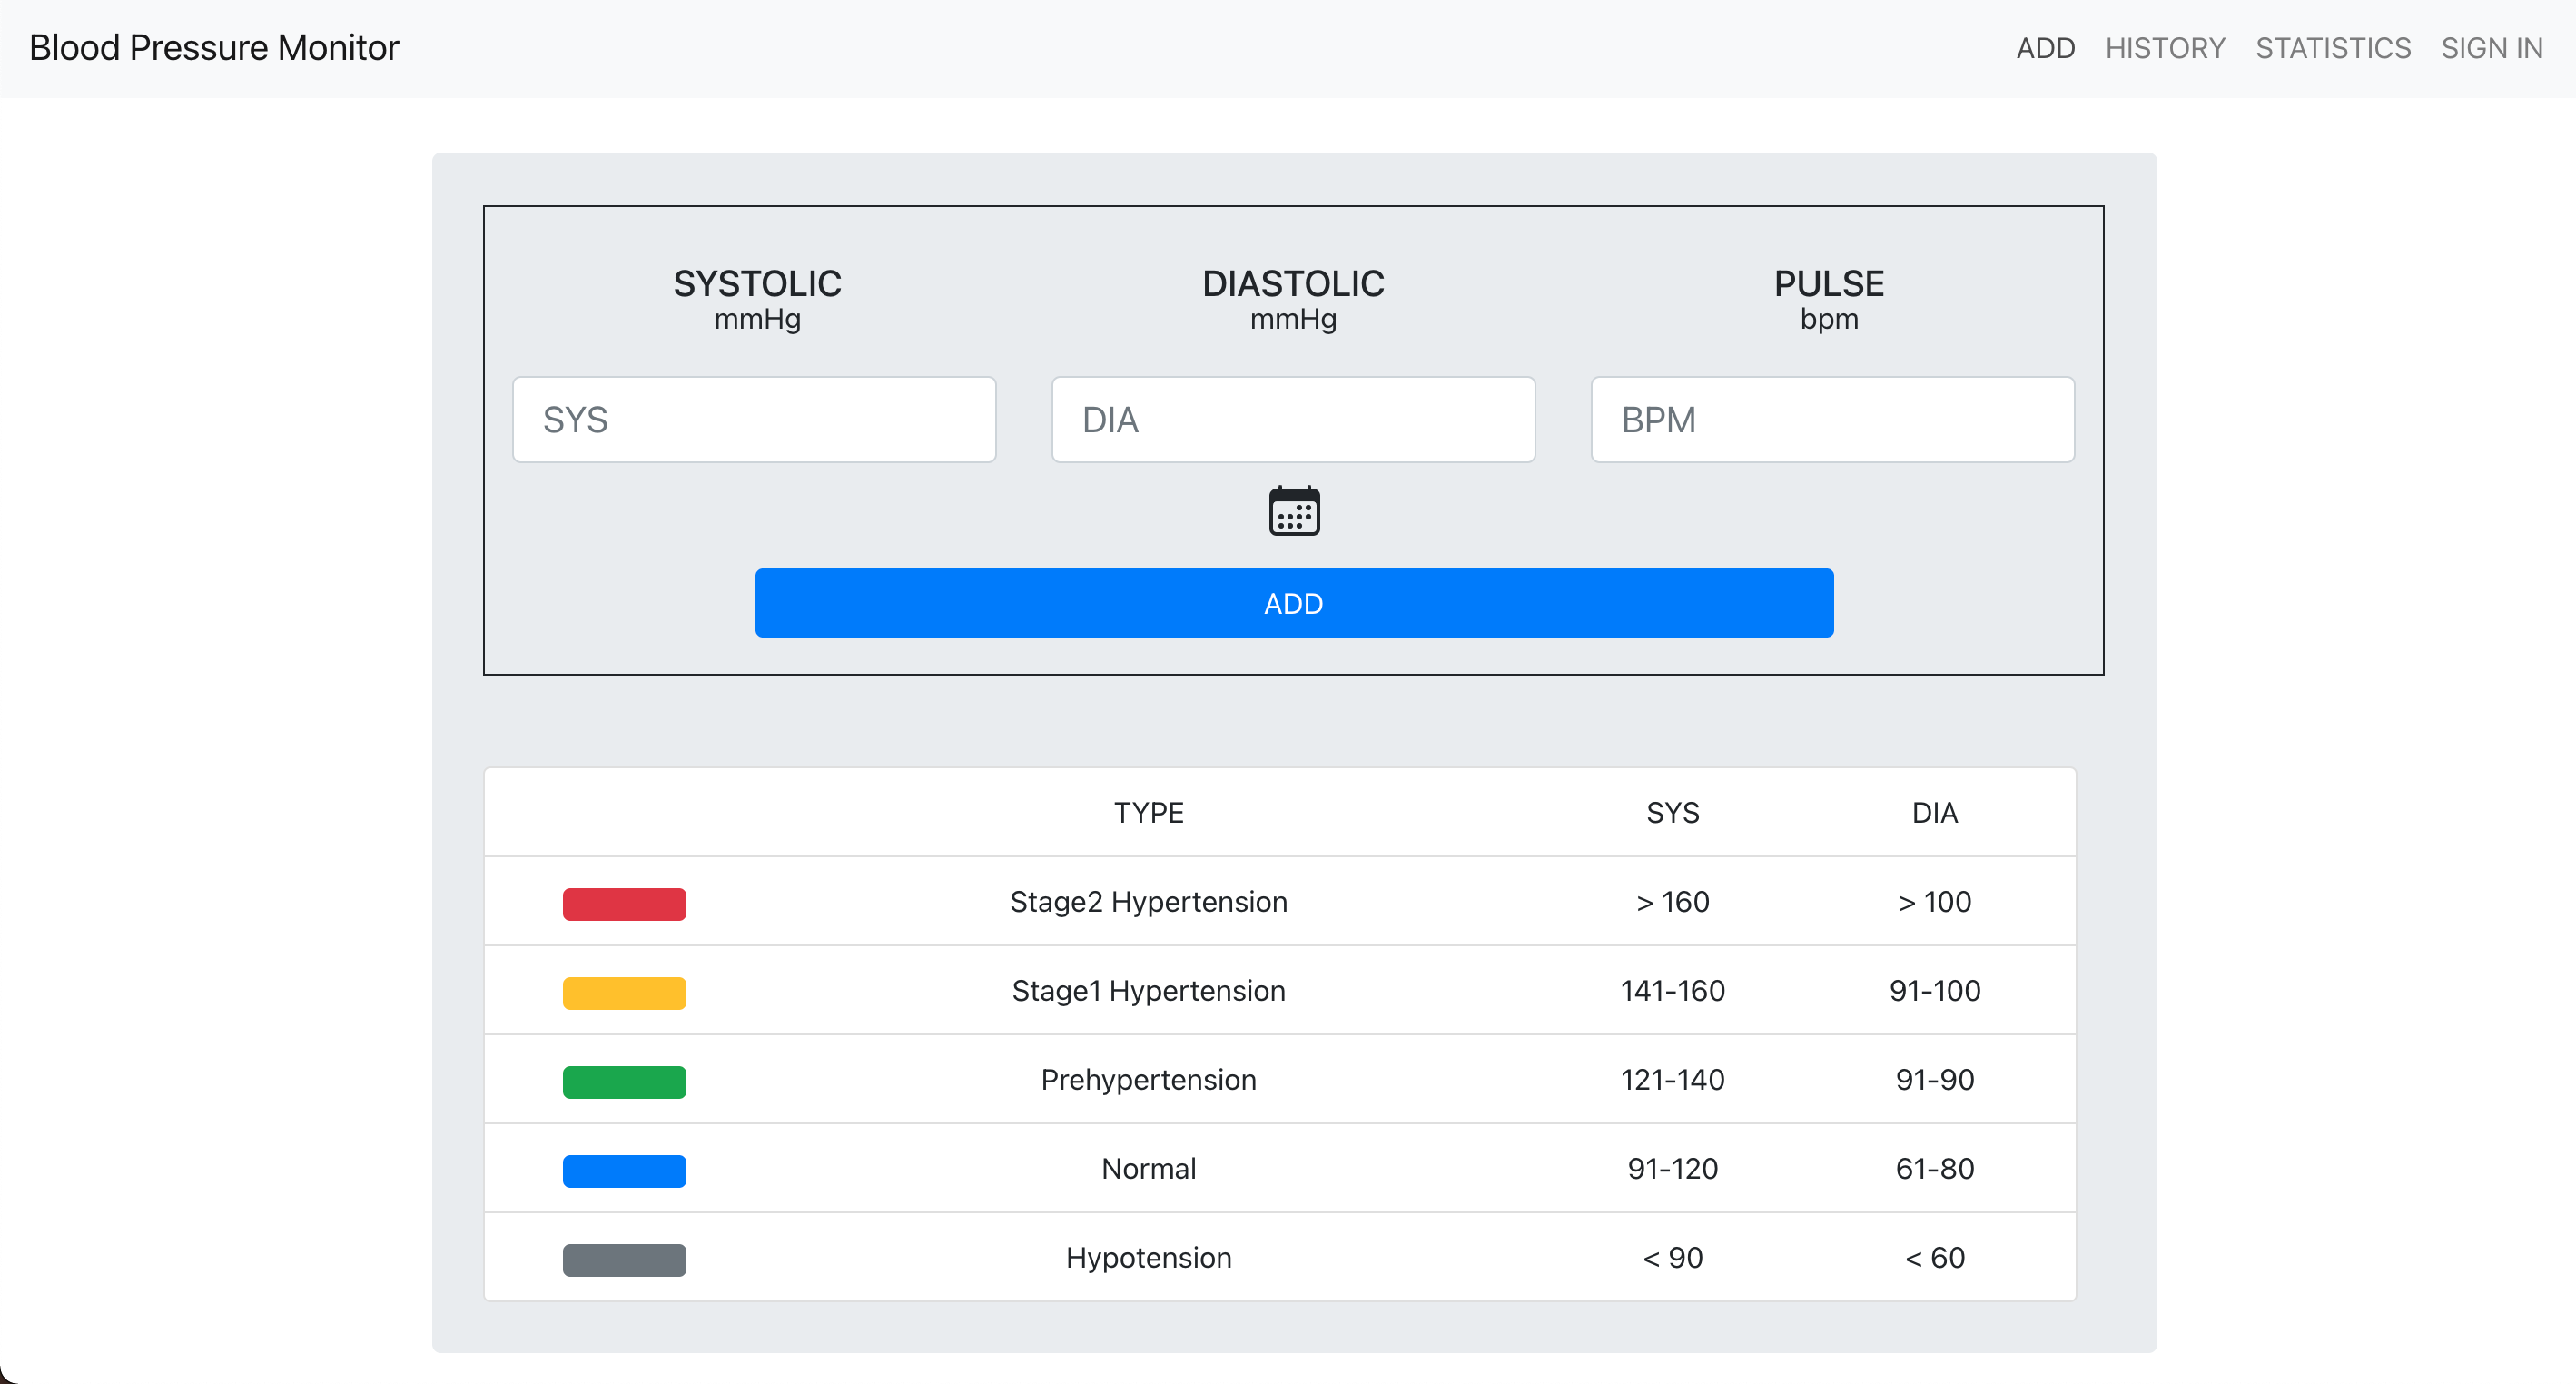 Blood Pressure Monitor
ADD HISTORY STATISTICS SIGN IN
SYSTOLIC DIASTOLIC PULSE
mmHg mmHg bpm
SYS DIA BPM
ADD
TYPE SYS DIA
Stage2 Hypertension > 160 > 100
Stage1 Hypertension 141-160 91-100
Prehypertension 121-140 91-90
Normal 91-120 61-80
Hypotension < 90 < 60